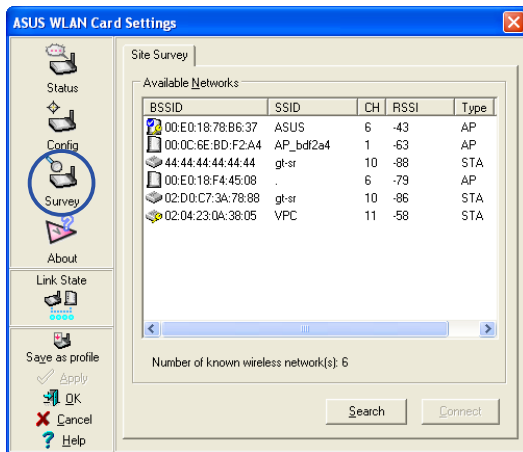 ASUS WLAN Card Settings
Status
Config
Survey
About
Link State
Save as profile
Apply
OK
Cancel
Help
Site Survey
Available Networks
BSSID SSID CH RSSI Type
00:E0:18:78:B6:37 ASUS 6 -43 AP
00:0C:6E:BD:F2:A4 AP_bdf2a4 1 -63 AP
44:44:44:44:44:44 gt-sr 10 -88 STA
00:E0:18:F4:45:08 . 6 -79 AP
02:D0:C7:3A:78:88 gt-sr 10 -86 STA
02:04:23:0A:38:05 VPC 11 -58 STA
Number of known wireless network(s): 6
Search Connect